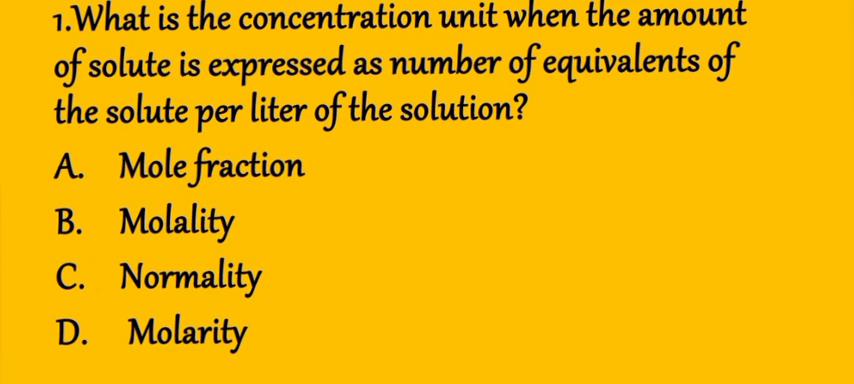 1.What is the concentration unit when the amount
of solute is expressed as number of equivalents of
the solute per liter of the solution?
A. Mole fraction
B. Molality
C. Normality
D. Molarity